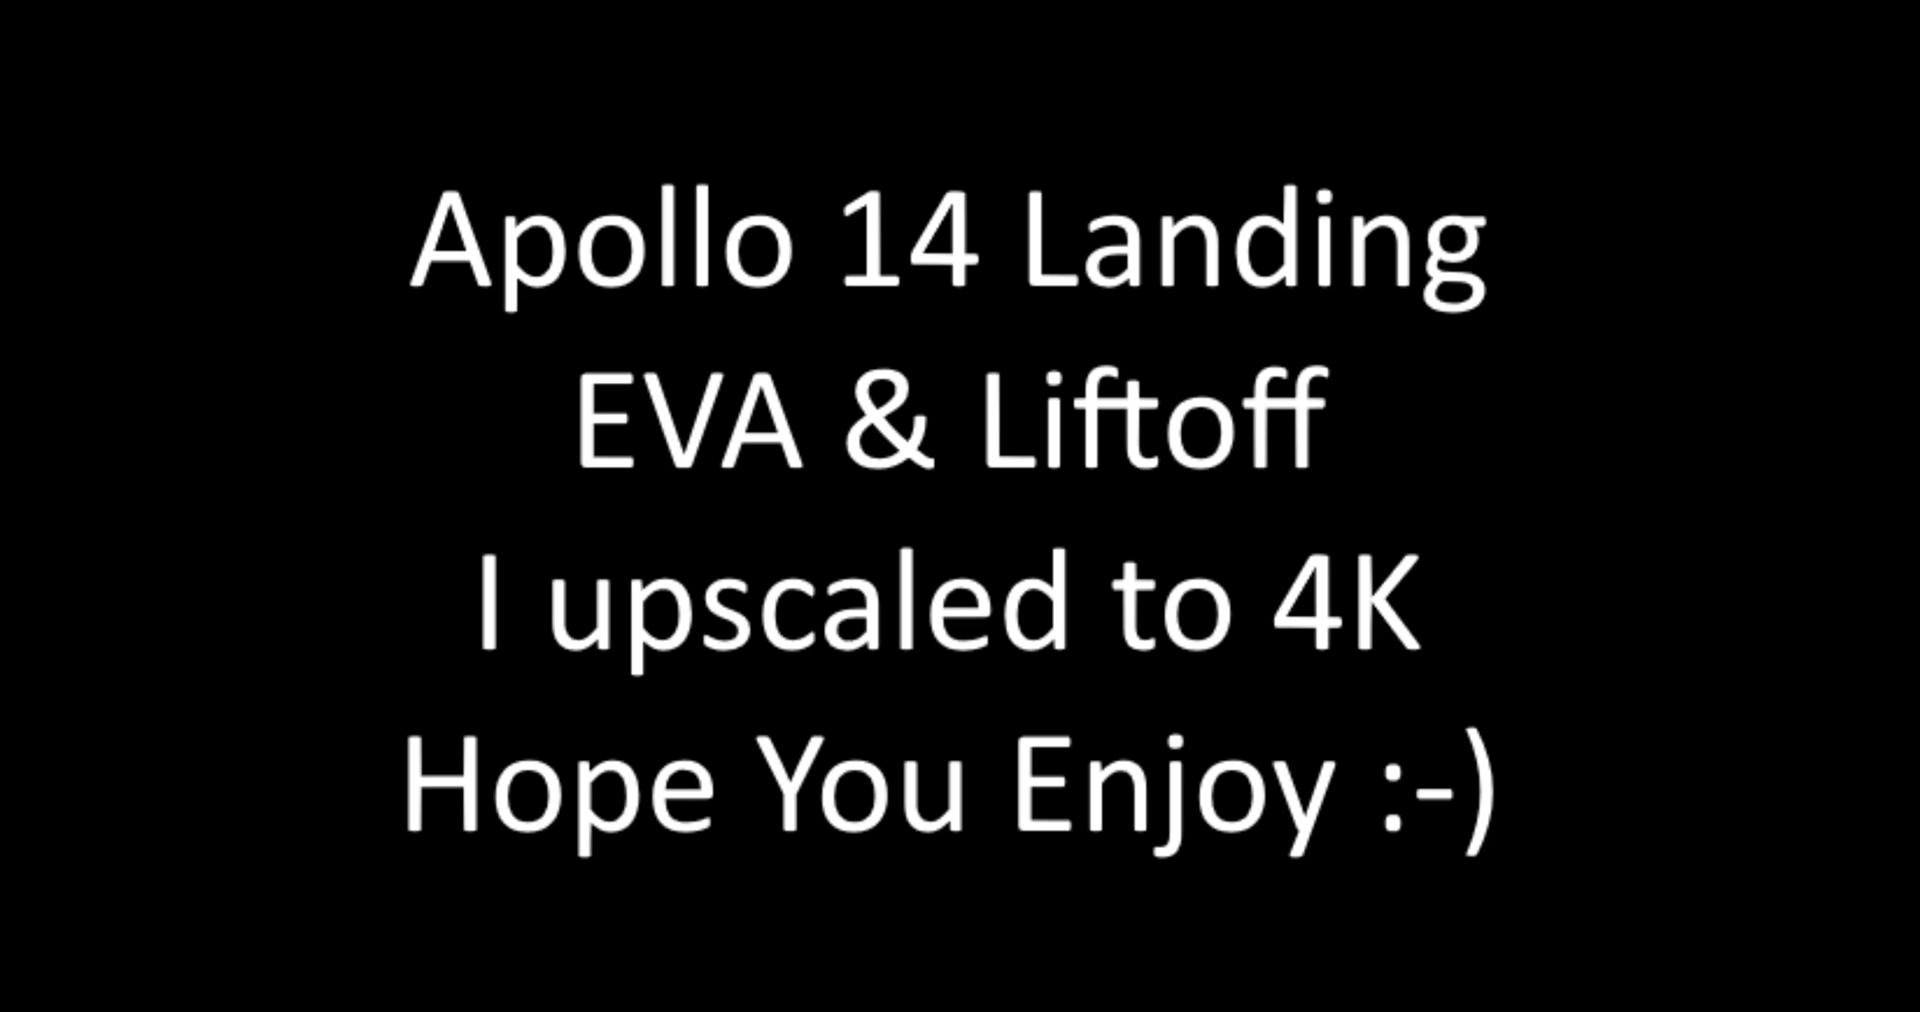 Apollo 14 Landing
EVA & Liftoff
I upscaled to 4K
Hope You Enjoy :-)